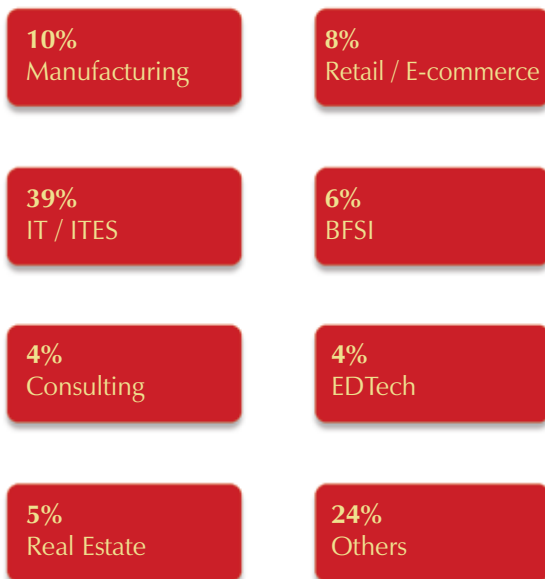 10%
Manufacturing
8%
Retail / E-commerce
39%
IT / ITES
6%
BFSI
4%
Consulting
4%
EDTech
5%
Real Estate
24%
Others